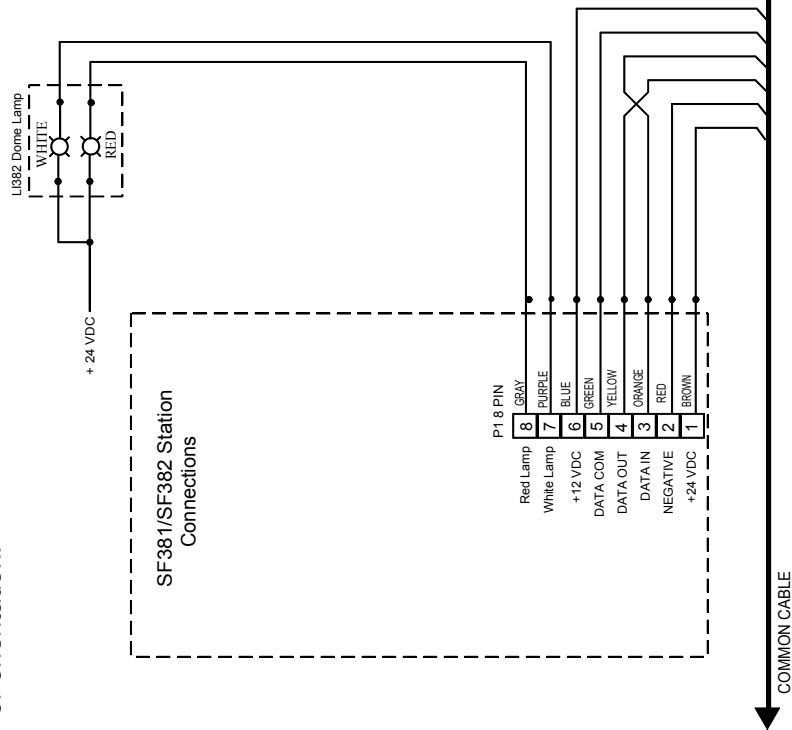 LI382 Dome Lamp
WHITE
RED
+ 24 VDC
SF381/SF382 Station
Connections
P1 8 PIN
Red Lamp 8 GRAY
White Lamp 7 PURPLE
+12 VDC 6 BLUE
DATA COM 5 GREEN
DATA OUT 4 YELLOW
DATA IN 3 ORANGE
NEGATIVE 2 RED
+24 VDC 1 BROWN
COMMON CABLE